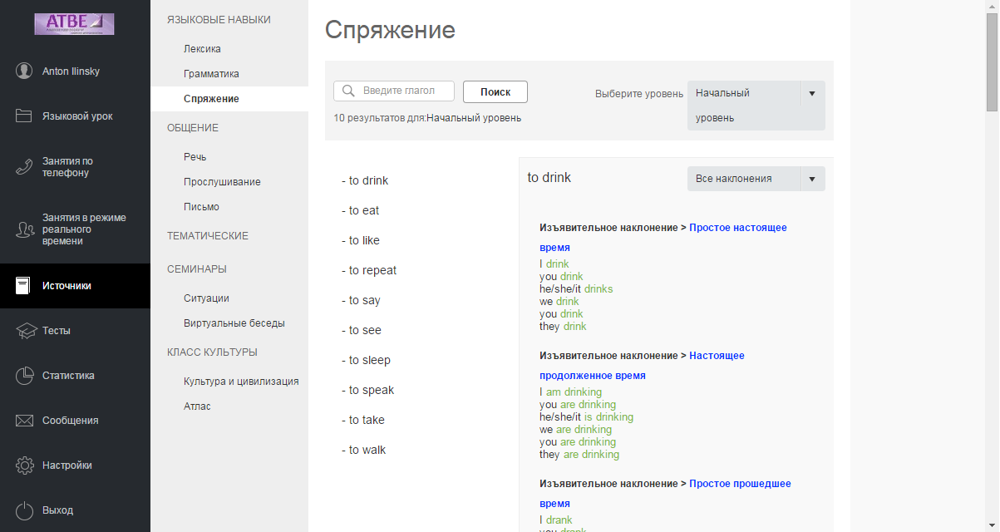 АТВЕ
Anton Ilinsky
Языковой урок
Занятия по
телефону
Занятия в режиме
реального
времени
Источники
Тесты
Статистика
Сообщения
Настройки
Выход
ЯЗЫКОВЫЕ НАВЫКИ
Лексика
Грамматика
Спряжение
ОБЩЕНИЕ
Речь
Прослушивание
Письмо
ТЕМАТИЧЕСКИЕ
СЕМИНАРЫ
Ситуации
Виртуальные беседы
КЛАСС КУЛЬТУРЫ
Культура и цивилизация
Атлас
Спряжение
Введите глагол
Поиск
Выберите уровень
Начальный
уровень
10 результатов для:Начальный уровень
- to drink
- to eat
- to like
- to repeat
- to say
- to see
- to sleep
- to speak
- to take
- to walk
to drink
Все наклонения
Изъявительное наклонение > Простое настоящее
время
I drink
you drink
he/she/it drinks
we drink
you drink
they drink
Изъявительное наклонение > Настоящее
продолженное время
I am drinking
you are drinking
he/she/it is drinking
we are drinking
you are drinking
they are drinking
Изъявительное наклонение > Простое прошедшее
время
I drank
you drank